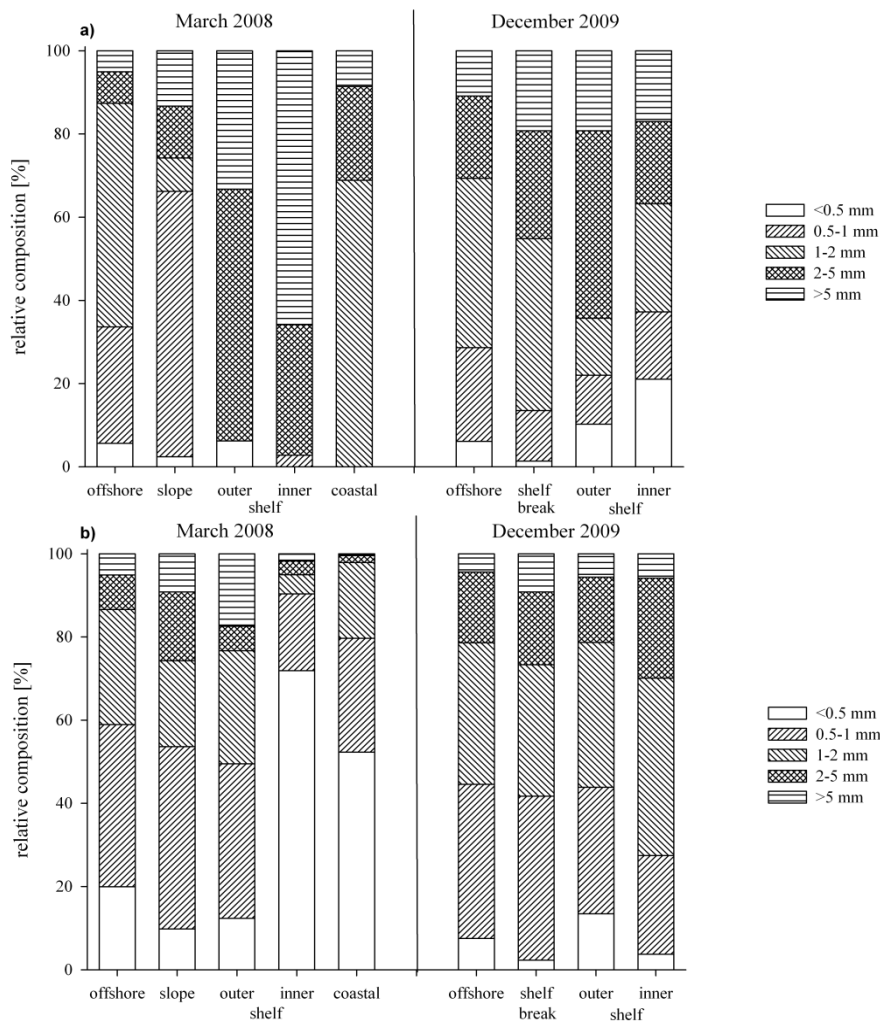 March 2008 December 2009
a)
100
80
60
40
20
0
relative composition [%]
<0.5 mm
0.5-1 mm
1-2 mm
2-5 mm
>5 mm
offshore slope outer inner coastal offshore shelf outer inner
shelf break shelf
March 2008 December 2009
b)
100
80
60
40
20
0
relative composition [%]
<0.5 mm
0.5-1 mm
1-2 mm
2-5 mm
>5 mm
offshore slope outer inner coastal offshore shelf outer inner
shelf break shelf